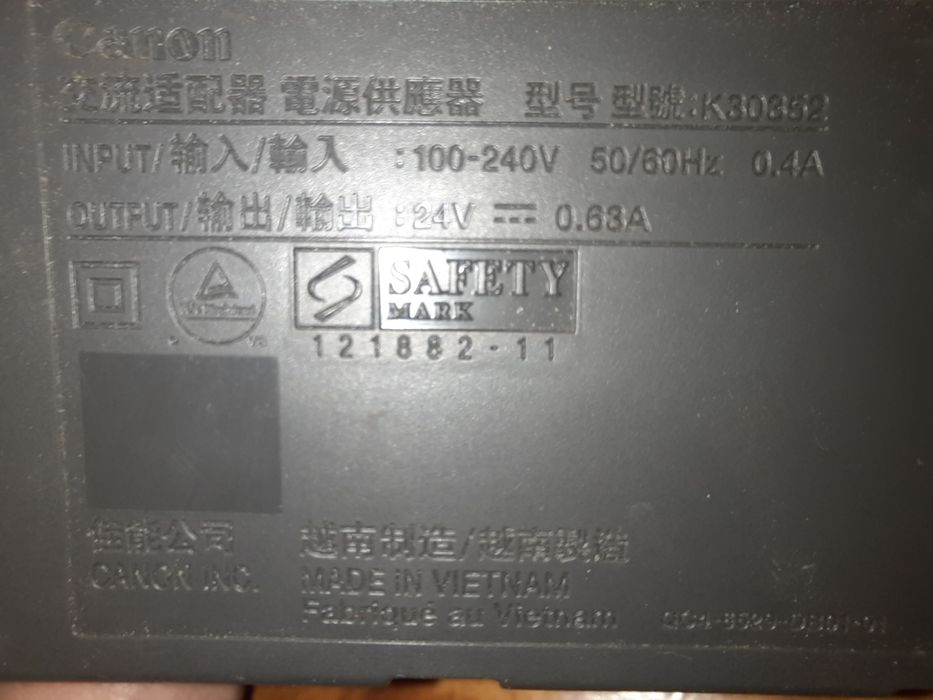 Canon
交流适配器 電源供應器 型号 型號:K30352
INPUT/输入/輸入 :100-240V 50/60Hz 0.4A
OUTPUT/输出/輸出 :24V ⎓ 0.63A
SAFETY
MARK
121882-11
佳能公司
CANON INC.
越南制造/越南製造
MADE IN VIETNAM
Fabriqué au Vietnam